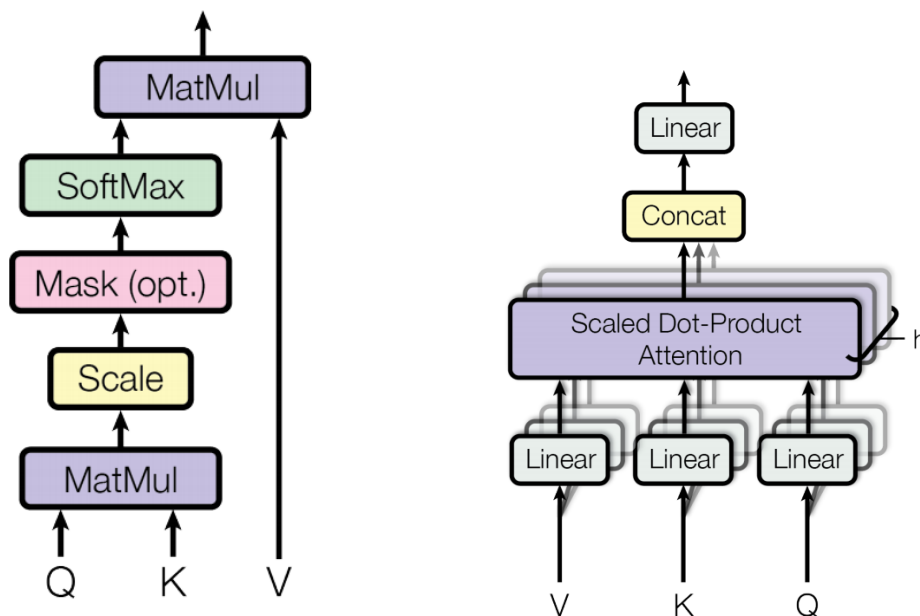 MatMul
SoftMax
Mask (opt.)
Scale
MatMul
Q K V
Linear
Concat
Scaled Dot-Product
Attention
h
Linear Linear Linear
V K Q